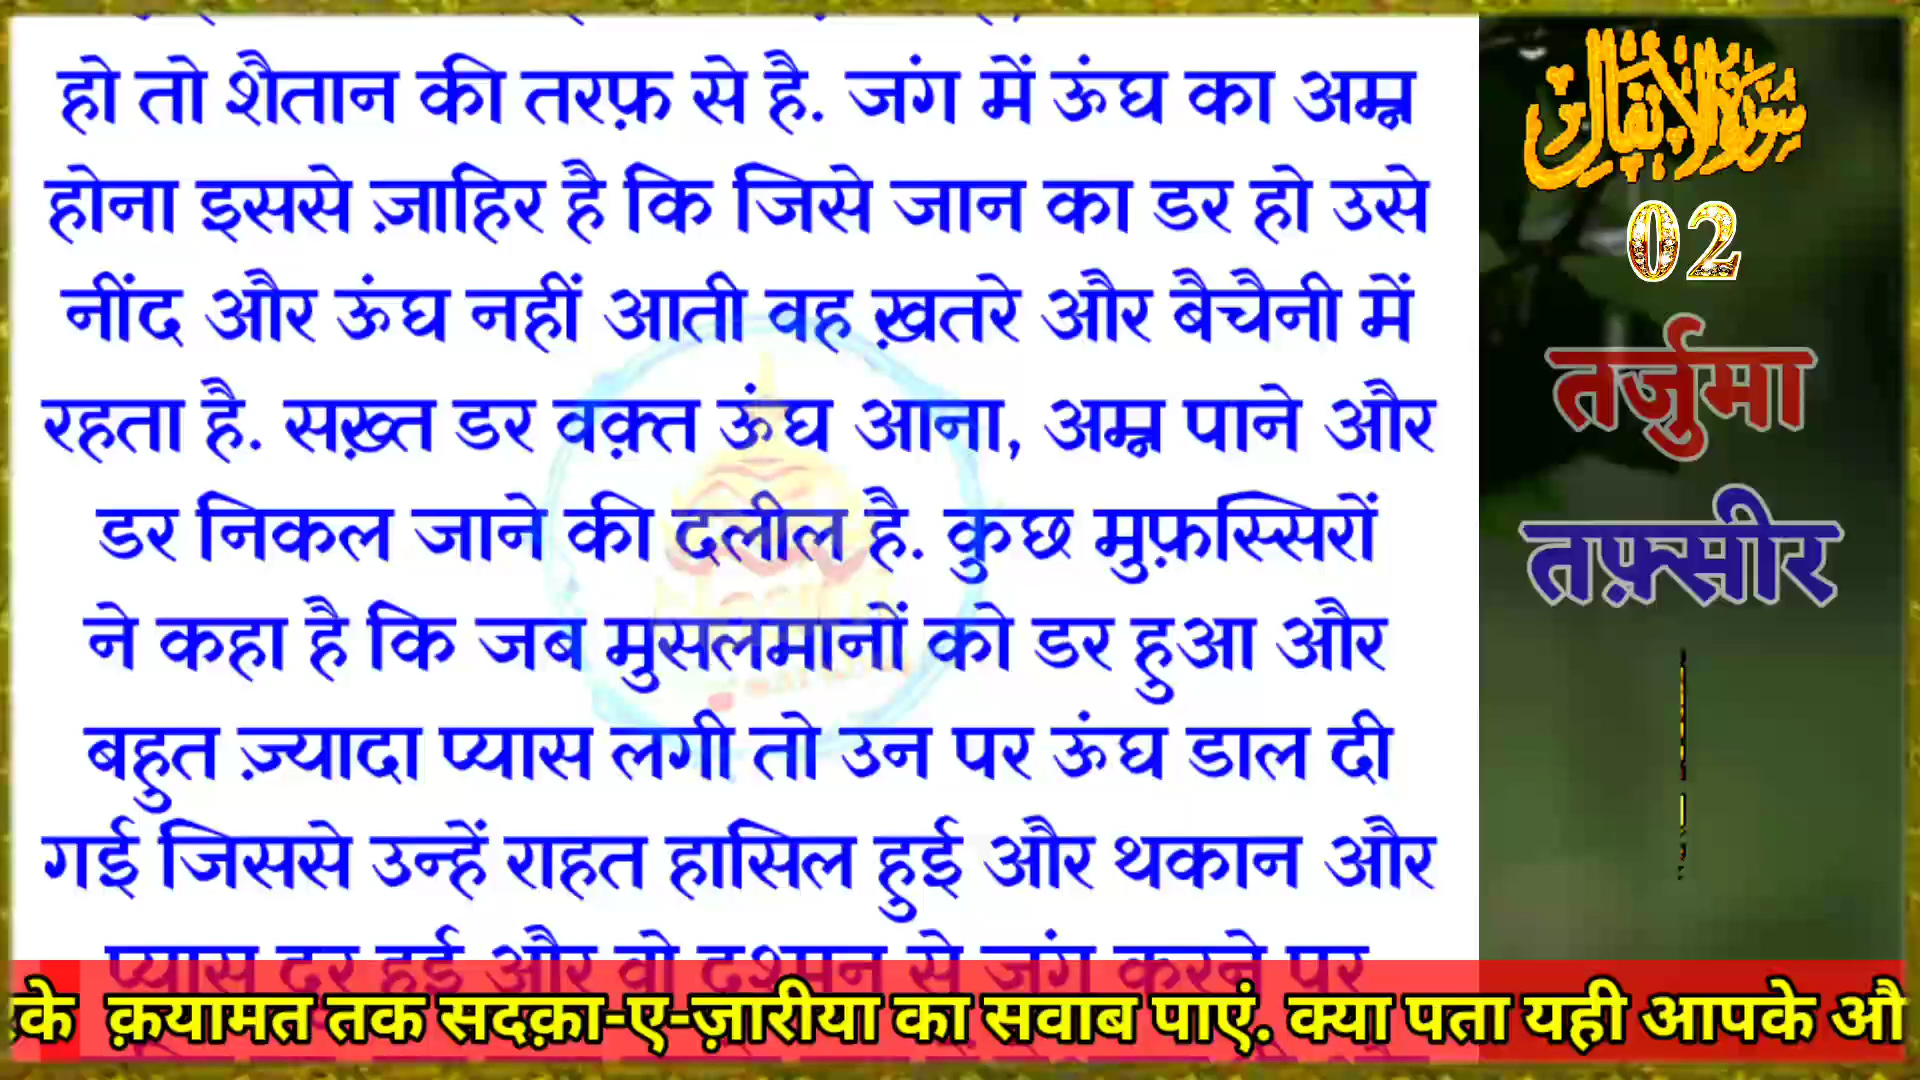 हो तो शैतान की तरफ़ से है. जंग में ऊंघ का अम्न
होना इससे ज़ाहिर है कि जिसे जान का डर हो उसे
नींद और ऊंघ नहीं आती वह ख़तरे और बैचैनी में
रहता है. सख़्त डर वक़्त ऊंघ आना, अम्न पाने और
डर निकल जाने की दलील है. कुछ मुफ़स्सिरों
ने कहा है कि जब मुसलमानों को डर हुआ और
बहुत ज़्यादा प्यास लगी तो उन पर ऊंघ डाल दी
गई जिससे उन्हें राहत हासिल हुई और थकान और
प्यास दूर हुई और वो दुश्मन से जंग करने पर
के क़यामत तक सदक़ा-ए-ज़ारीया का सवाब पाएं. क्या पता यही आपके औ
سورة الانفال
02
तर्जुमा
तफ़्सीर